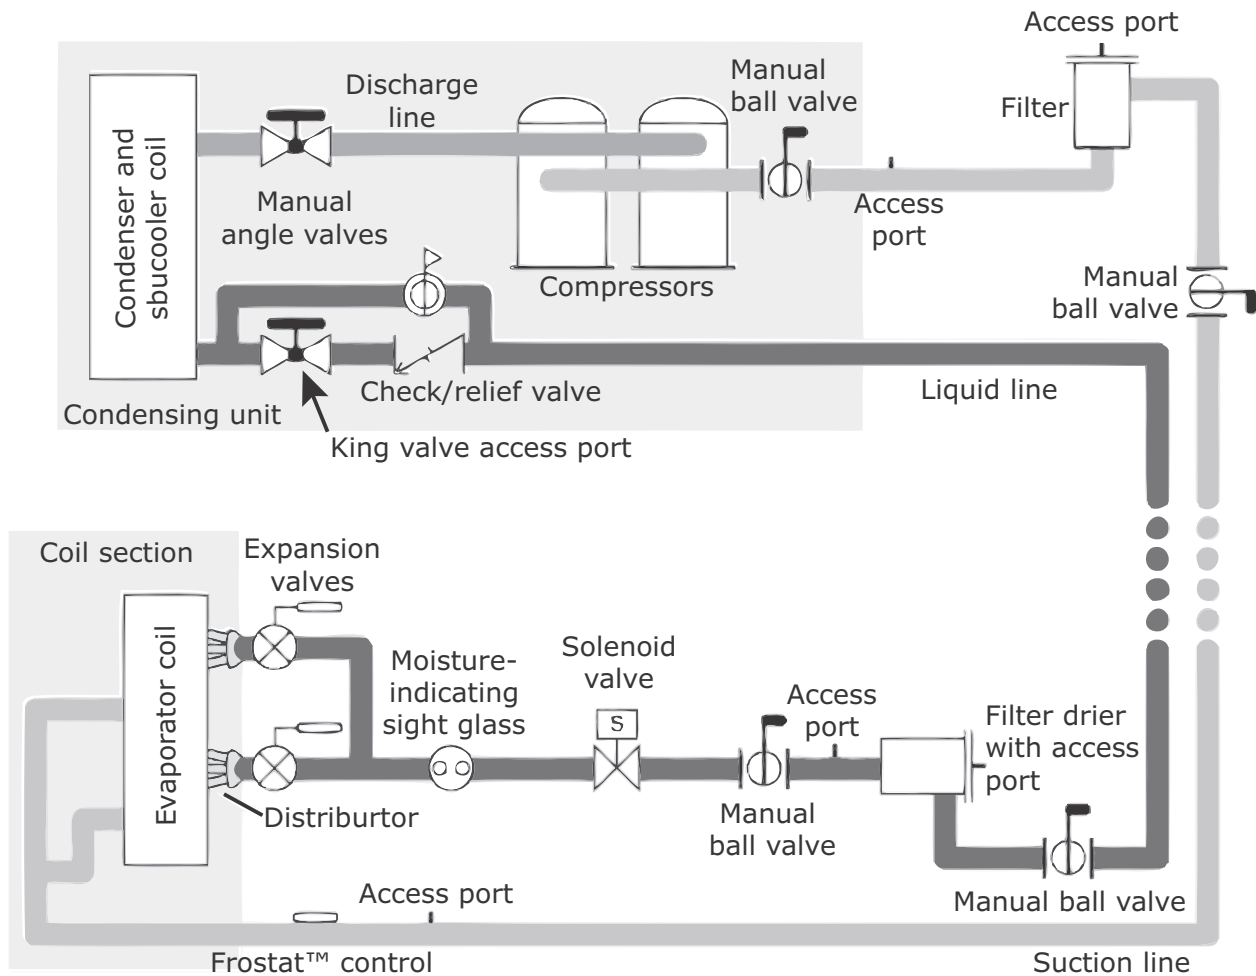 Access port
Manual
ball valve
Discharge
line
Filter
Condenser and
sbucooler coil
Manual
angle valves
Access
port
Compressors
Manual
ball valve
Check/relief valve
Liquid line
Condensing unit
King valve access port
Coil section
Expansion
valves
Evaporator coil
Moisture-
indicating
sight glass
Solenoid
valve
S
Access
port
Filter drier
with access
port
Distriburtor
Manual
ball valve
Manual ball valve
Access port
Frostat™ control
Suction line